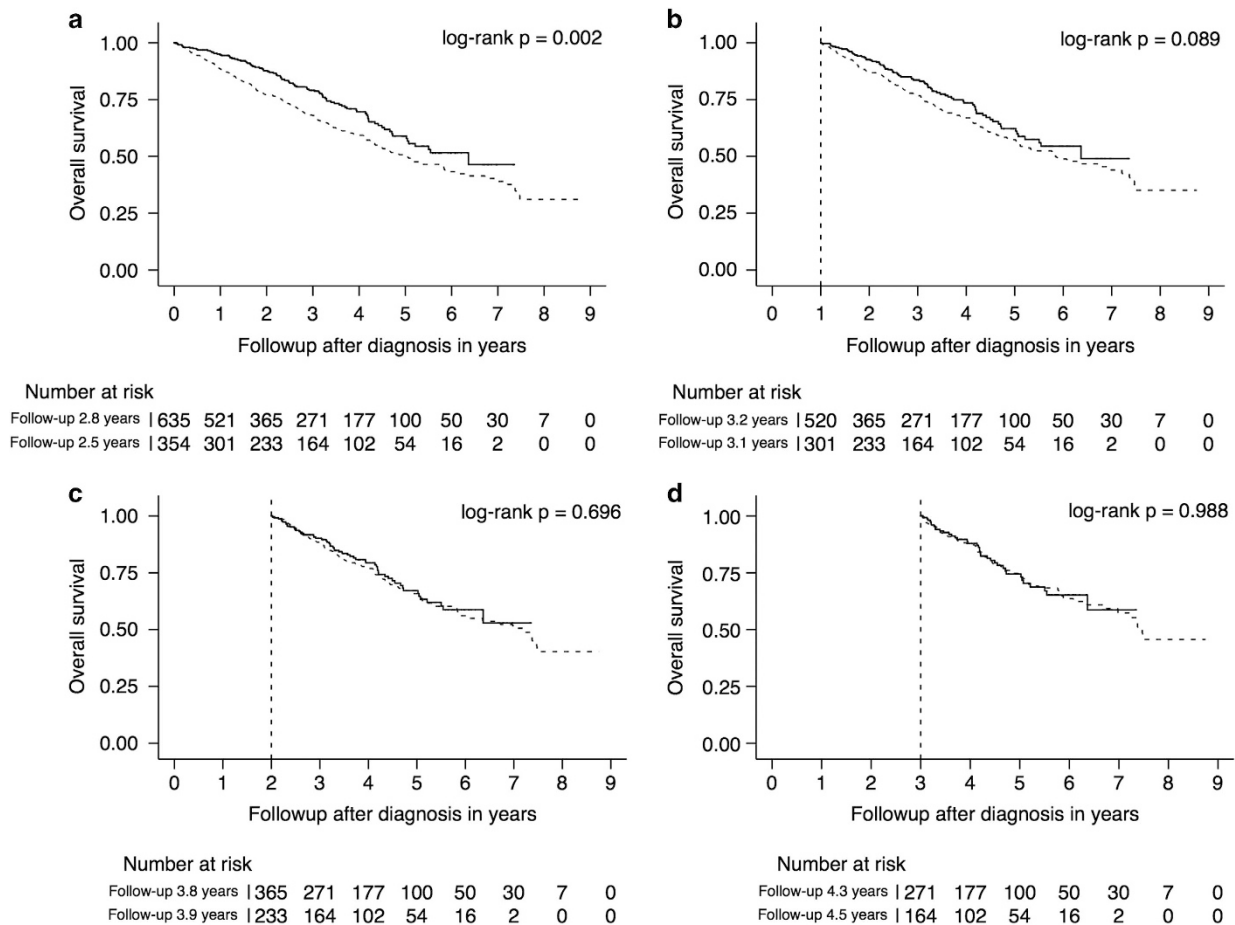 a
log-rank p = 0.002
1.00
0.75
0.50
0.25
0.00
Overall survival
0 1 2 3 4 5 6 7 8 9
Followup after diagnosis in years
Number at risk
Follow-up 2.8 years | 635 521 365 271 177 100 50 30 7 0
Follow-up 2.5 years | 354 301 233 164 102 54 16 2 0 0
b
log-rank p = 0.089
1.00
0.75
0.50
0.25
0.00
Overall survival
0 1 2 3 4 5 6 7 8 9
Followup after diagnosis in years
Number at risk
Follow-up 3.2 years | 520 365 271 177 100 50 30 7 0
Follow-up 3.1 years | 301 233 164 102 54 16 2 0 0
c
log-rank p = 0.696
1.00
0.75
0.50
0.25
0.00
Overall survival
0 1 2 3 4 5 6 7 8 9
Followup after diagnosis in years
Number at risk
Follow-up 3.8 years | 365 271 177 100 50 30 7 0
Follow-up 3.9 years | 233 164 102 54 16 2 0 0
d
log-rank p = 0.988
1.00
0.75
0.50
0.25
0.00
Overall survival
0 1 2 3 4 5 6 7 8 9
Followup after diagnosis in years
Number at risk
Follow-up 4.3 years | 271 177 100 50 30 7 0
Follow-up 4.5 years | 164 102 54 16 2 0 0